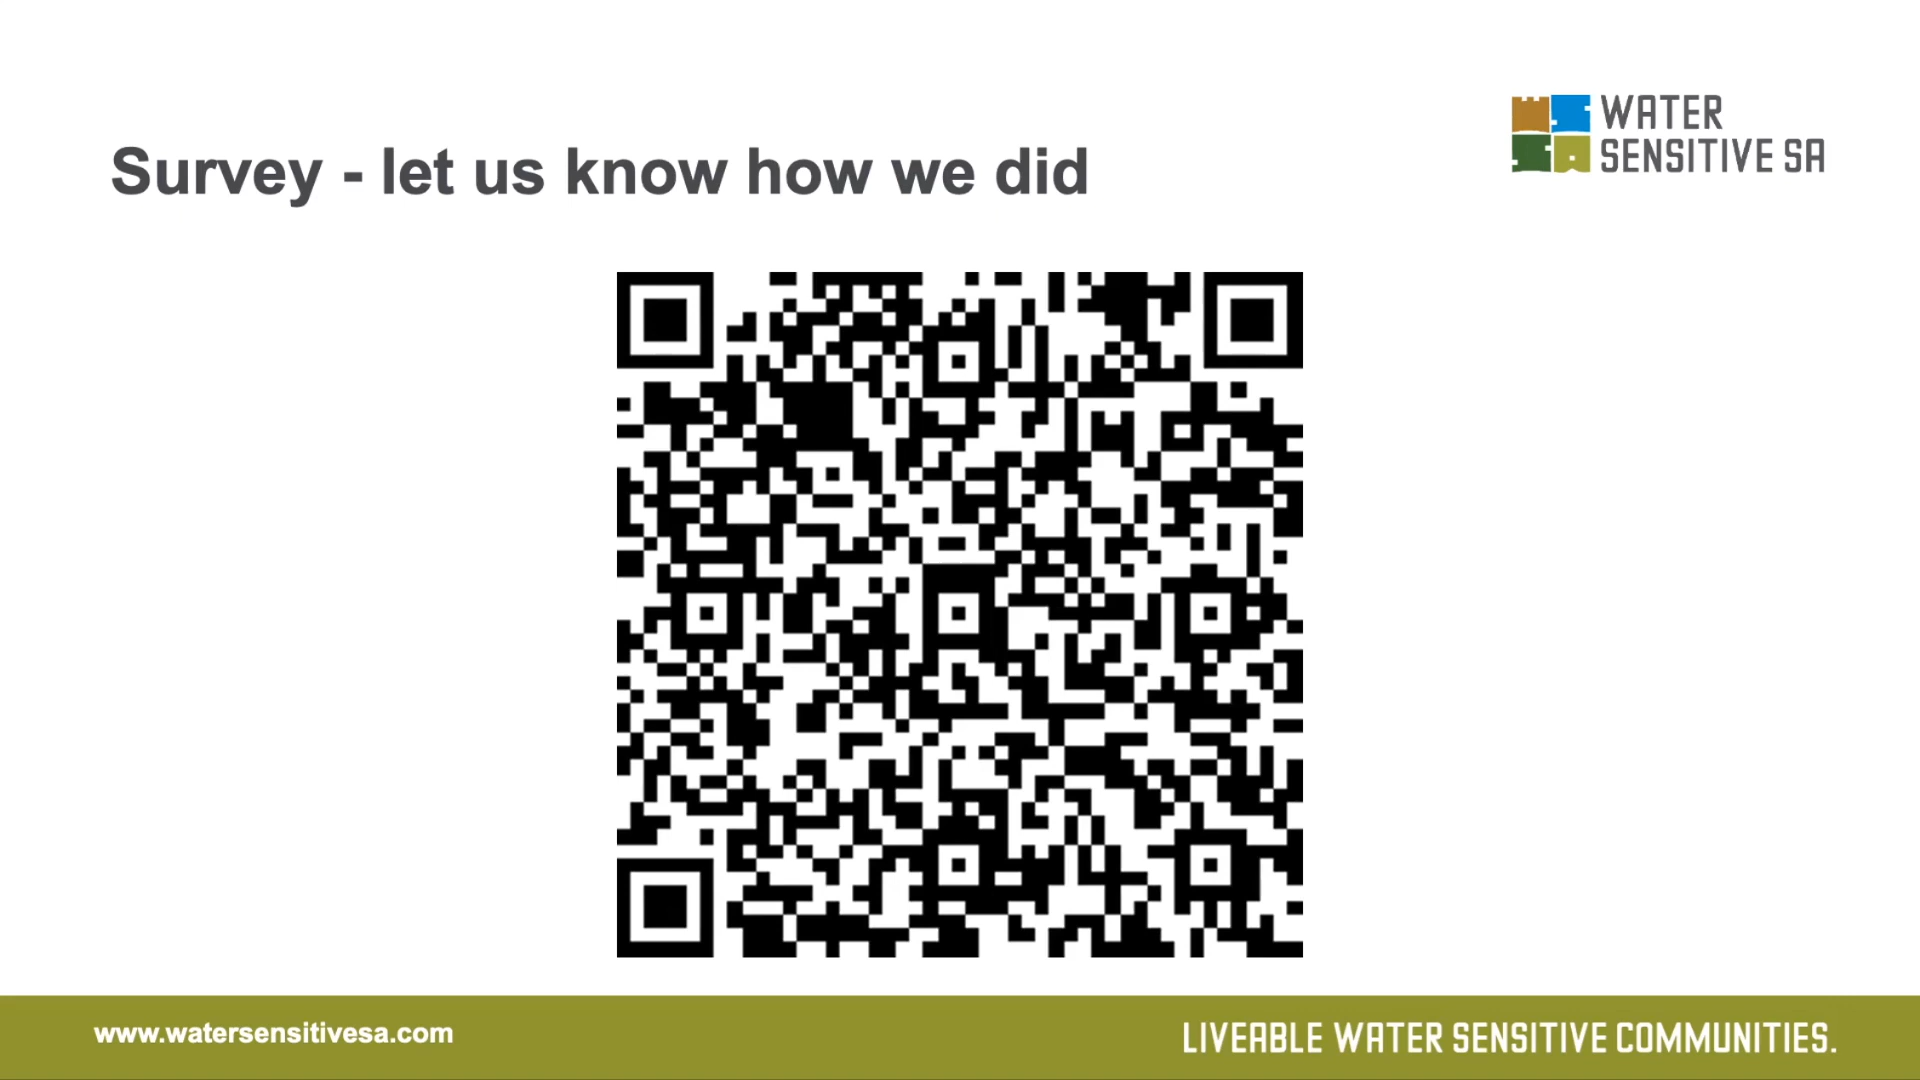 WATER
SENSITIVE SA
Survey - let us know how we did
www.watersensitivesa.com
LIVEABLE WATER SENSITIVE COMMUNITIES.